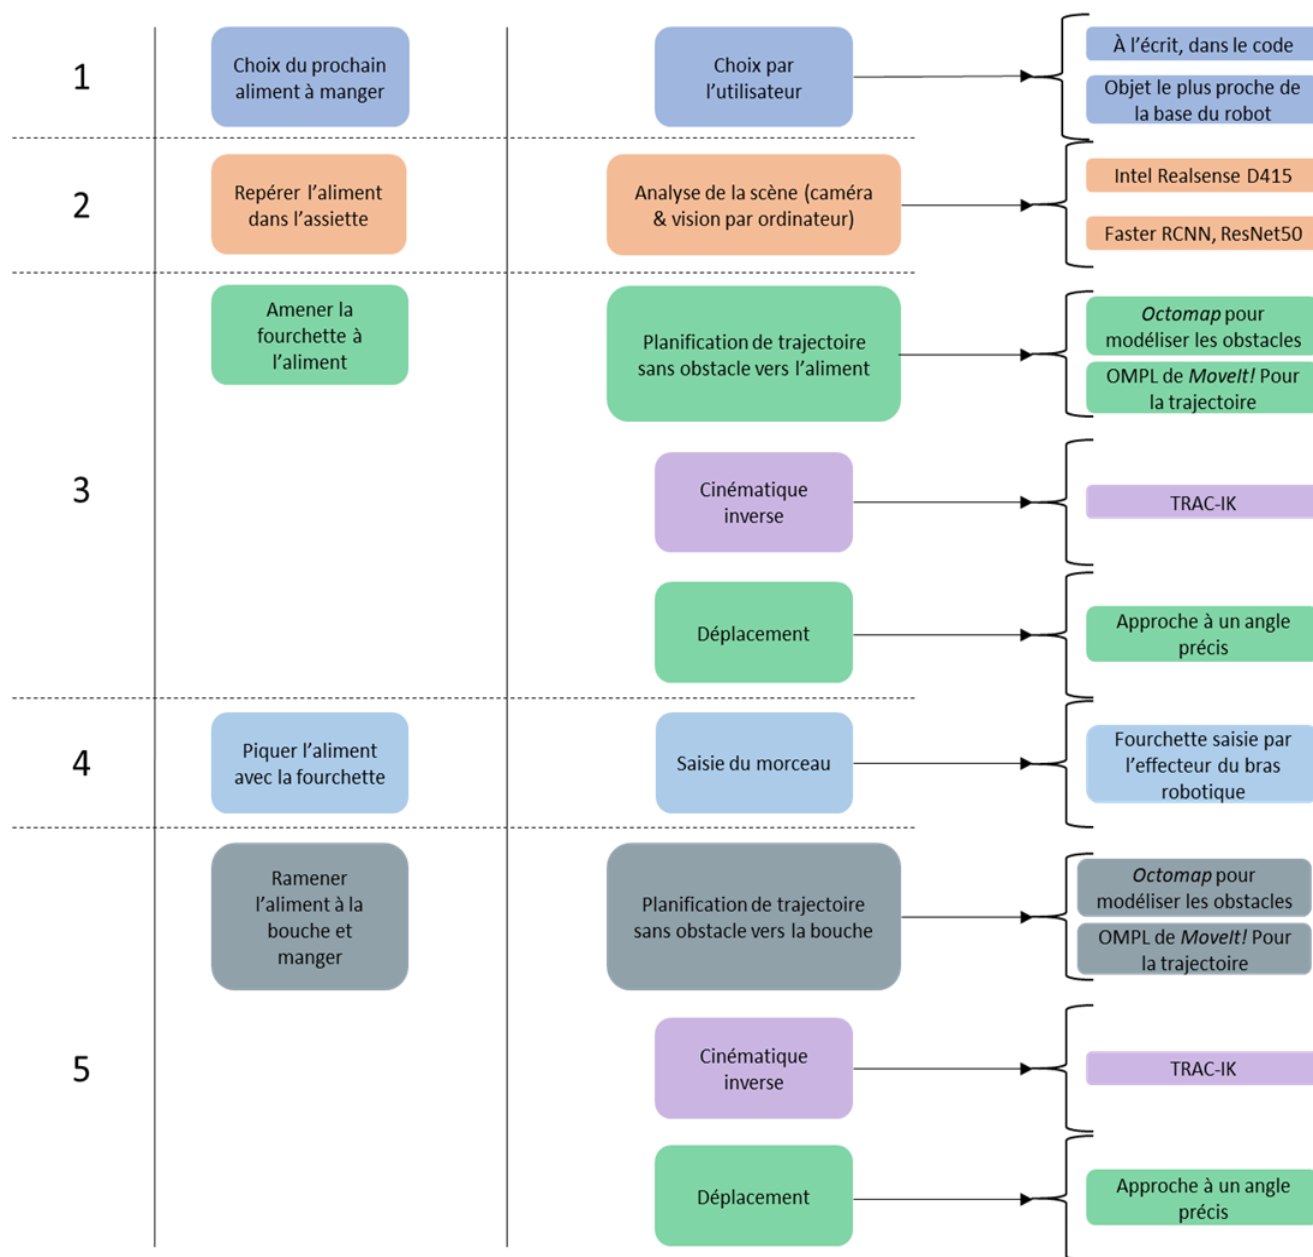 1
Choix du prochain
aliment à manger
Choix par
l'utilisateur
À l'écrit, dans le code
Objet le plus proche de
la base du robot
2
Repérer l'aliment
dans l'assiette
Analyse de la scène (caméra
& vision par ordinateur)
Intel Realsense D415
Faster RCNN, ResNet50
3
Amener la
fourchette à
l'aliment
Planification de trajectoire
sans obstacle vers l'aliment
Octomap pour
modéliser les obstacles
OMPL de MoveIt! Pour
la trajectoire
Cinématique
inverse
TRAC-IK
Déplacement
Approche à un angle
précis
4
Piquer l'aliment
avec la fourchette
Saisie du morceau
Fourchette saisie par
l'effecteur du bras
robotique
5
Ramener
l'aliment à la
bouche et
manger
Planification de trajectoire
sans obstacle vers la bouche
Octomap pour
modéliser les obstacles
OMPL de MoveIt! Pour
la trajectoire
Cinématique
inverse
TRAC-IK
Déplacement
Approche à un angle
précis